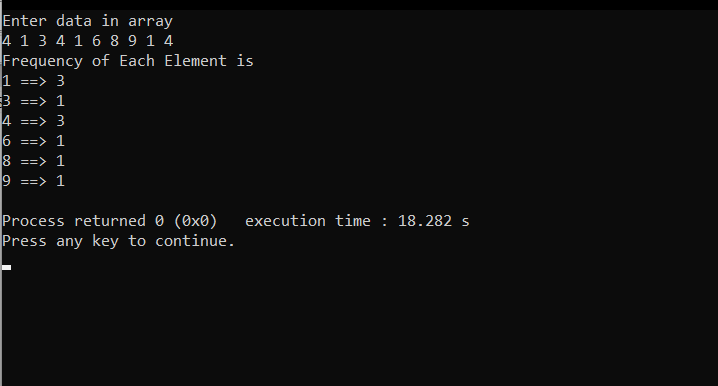 Enter data in array
4 1 3 4 1 6 8 9 1 4
Frequency of Each Element is
1 ==> 3
3 ==> 1
4 ==> 3
6 ==> 1
8 ==> 1
9 ==> 1
Process returned 0 (0x0)   execution time : 18.282 s
Press any key to continue.